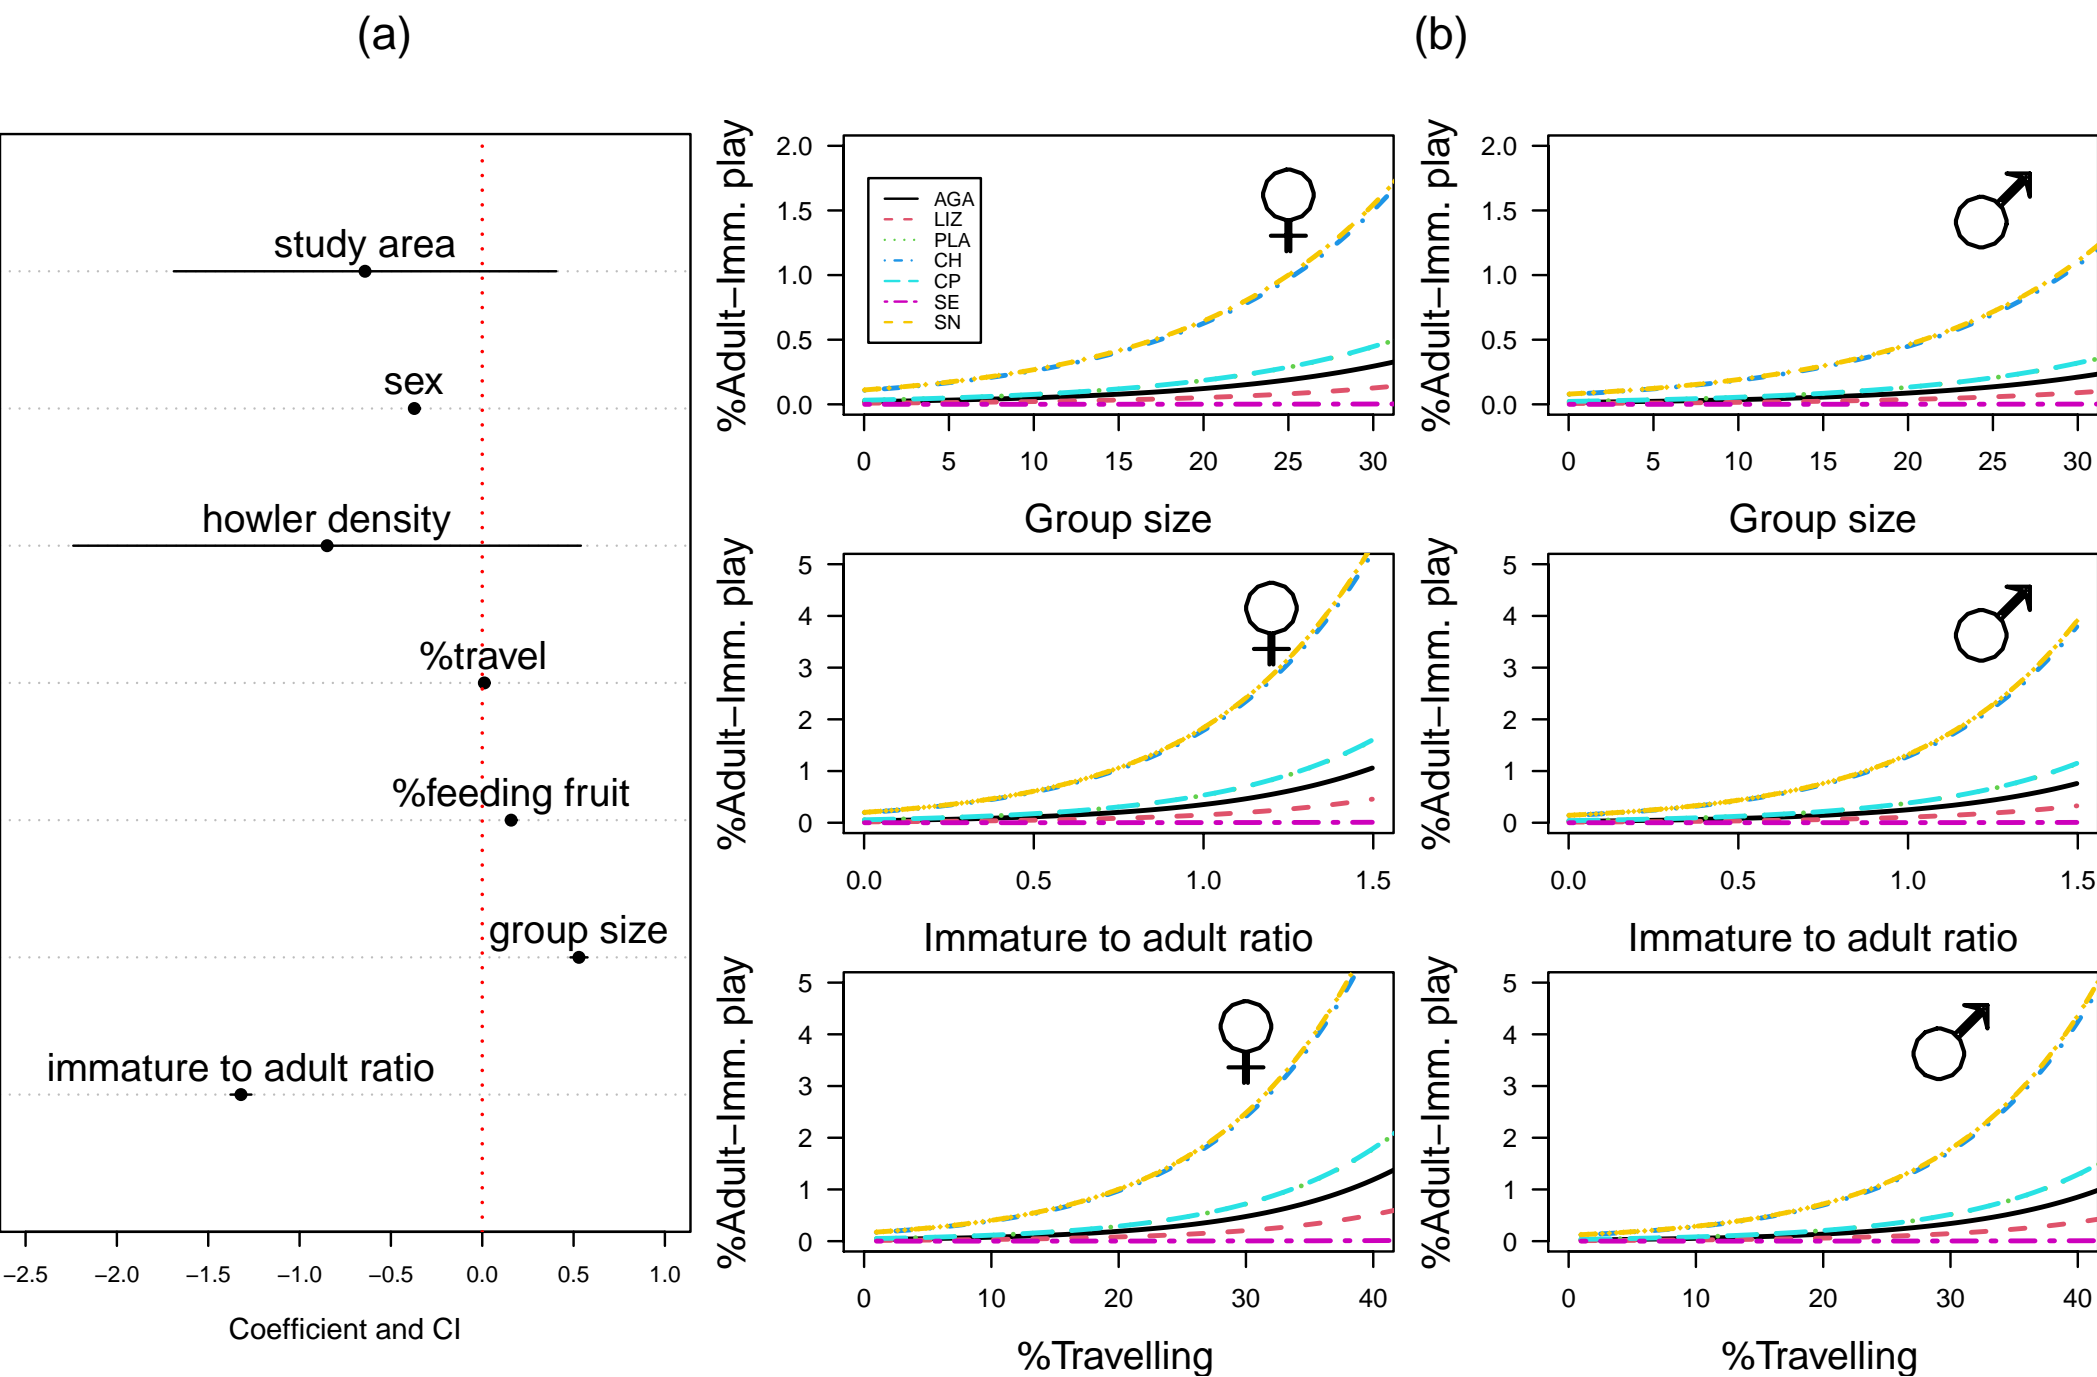 (a)
study area
sex
howler density
%travel
%feeding fruit
group size
immature to adult ratio
−2.5 −2.0 −1.5 −1.0 −0.5 0.0 0.5 1.0
Coefficient and CI
(b)
%Adult−Imm. play
2.0
1.5
1.0
0.5
0.0
AGA
LIZ
PLA
CH
CP
SE
SN
♀
0 5 10 15 20 25 30
Group size
%Adult−Imm. play
2.0
1.5
1.0
0.5
0.0
♂
0 5 10 15 20 25 30
Group size
%Adult−Imm. play
5
4
3
2
1
0
♀
0.0 0.5 1.0 1.5
Immature to adult ratio
%Adult−Imm. play
5
4
3
2
1
0
♂
0.0 0.5 1.0 1.5
Immature to adult ratio
%Adult−Imm. play
5
4
3
2
1
0
♀
0 10 20 30 40
%Travelling
%Adult−Imm. play
5
4
3
2
1
0
♂
0 10 20 30 40
%Travelling